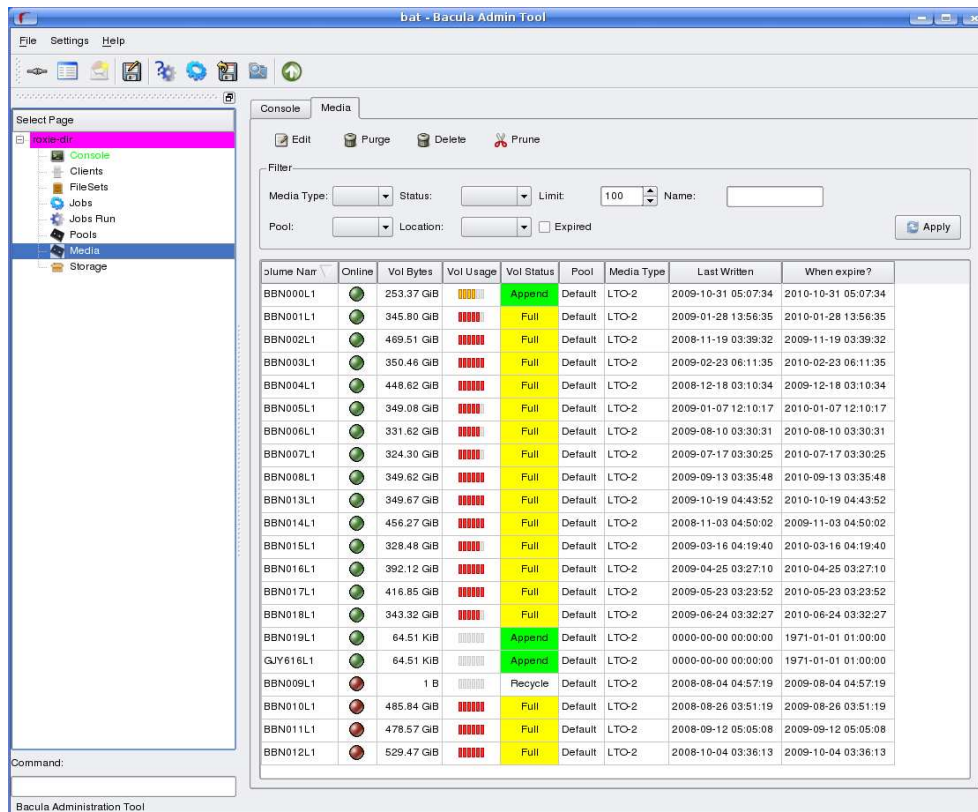 bat - Bacula Admin Tool
File Settings Help
Select Page
roxie-dir
Console
Clients
FileSets
Jobs
Jobs Run
Pools
Media
Storage
Command:
Bacula Administration Tool
Console Media
Edit Purge Delete Prune
Filter
Media Type: Status: Limit: 100 Name:
Pool: Location: Expired Apply
olume Nam Online Vol Bytes Vol Usage Vol Status Pool Media Type Last Written When expire?
BBN000L1 253.37 GiB Append Default LTO-2 2009-10-31 05:07:34 2010-10-31 05:07:34
BBN001L1 345.80 GiB Full Default LTO-2 2009-01-28 13:56:35 2010-01-28 13:56:35
BBN002L1 469.51 GiB Full Default LTO-2 2008-11-19 03:39:32 2009-11-19 03:39:32
BBN003L1 350.46 GiB Full Default LTO-2 2009-02-23 06:11:35 2010-02-23 06:11:35
BBN004L1 448.62 GiB Full Default LTO-2 2008-12-18 03:10:34 2009-12-18 03:10:34
BBN005L1 349.08 GiB Full Default LTO-2 2009-01-07 12:10:17 2010-01-07 12:10:17
BBN006L1 331.62 GiB Full Default LTO-2 2009-08-10 03:30:31 2010-08-10 03:30:31
BBN007L1 324.30 GiB Full Default LTO-2 2009-07-17 03:30:25 2010-07-17 03:30:25
BBN008L1 349.62 GiB Full Default LTO-2 2009-09-13 03:35:48 2010-09-13 03:35:48
BBN013L1 349.67 GiB Full Default LTO-2 2009-10-19 04:43:52 2010-10-19 04:43:52
BBN014L1 456.27 GiB Full Default LTO-2 2008-11-03 04:50:02 2009-11-03 04:50:02
BBN015L1 328.48 GiB Full Default LTO-2 2009-03-16 04:19:40 2010-03-16 04:19:40
BBN016L1 392.12 GiB Full Default LTO-2 2009-04-25 03:27:10 2010-04-25 03:27:10
BBN017L1 416.85 GiB Full Default LTO-2 2009-05-23 03:23:52 2010-05-23 03:23:52
BBN018L1 343.32 GiB Full Default LTO-2 2009-06-24 03:32:27 2010-06-24 03:32:27
BBN019L1 64.51 KiB Append Default LTO-2 0000-00-00 00:00:00 1971-01-01 01:00:00
GJY616L1 64.51 KiB Append Default LTO-2 0000-00-00 00:00:00 1971-01-01 01:00:00
BBN009L1 1 B Recycle Default LTO-2 2008-08-04 04:57:19 2009-08-04 04:57:19
BBN010L1 485.84 GiB Full Default LTO-2 2008-08-26 03:51:19 2009-08-26 03:51:19
BBN011L1 478.57 GiB Full Default LTO-2 2008-09-12 05:05:08 2009-09-12 05:05:08
BBN012L1 529.47 GiB Full Default LTO-2 2008-10-04 03:36:13 2009-10-04 03:36:13